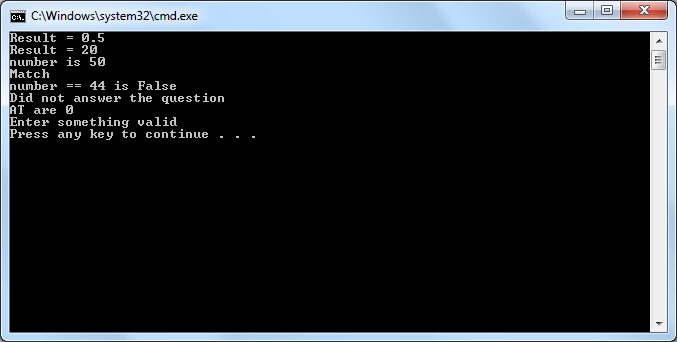 C:\Windows\system32\cmd.exe
Result = 0.5
Result = 20
number is 50
Match
number == 44 is False
Did not answer the question
AT are 0
Enter something valid
Press any key to continue . . .